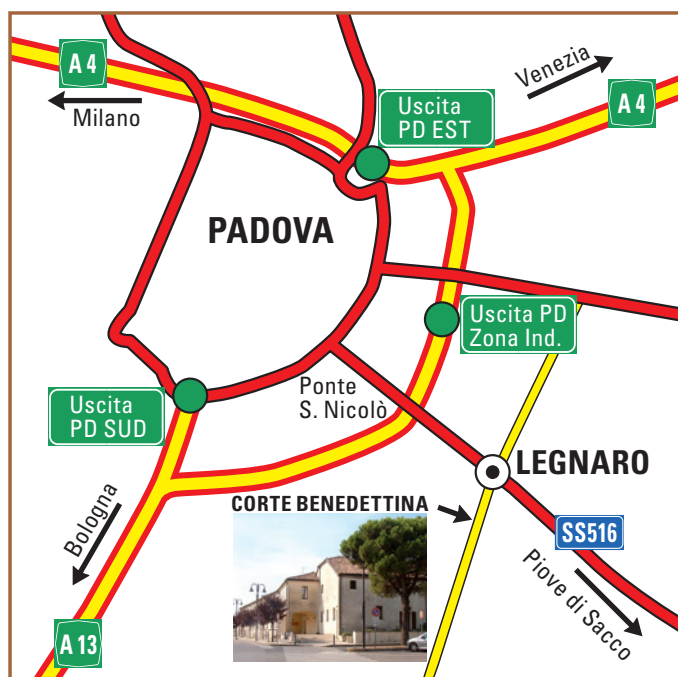 A 4
Milano
Uscita
PD EST
Venezia
A 4
PADOVA
Uscita PD
Zona Ind.
Ponte
S. Nicolò
Uscita
PD SUD
LEGNARO
CORTE BENEDETTINA
SS516
Bologna
Piove di Sacco
A 13